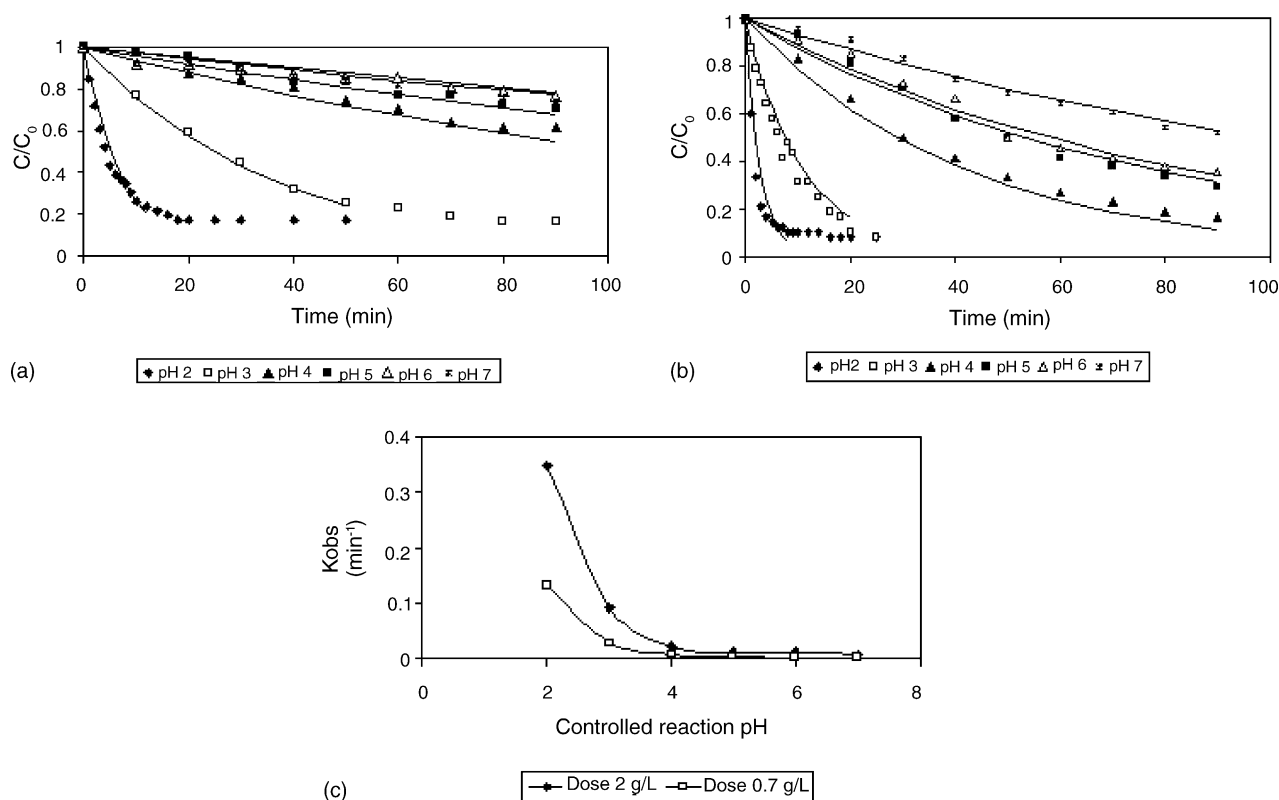 1
0.8
0.6
0.4
0.2
0
C/C0
0 20 40 60 80 100
Time (min)
(a)
pH 2 pH 3 pH 4 pH 5 pH 6 pH 7
1
0.8
0.6
0.4
0.2
0
C/C0
0 20 40 60 80 100
Time (min)
(b)
pH2 pH 3 pH 4 pH 5 pH 6 pH 7
0.4
0.3
0.2
0.1
0
Kobs
(min-1)
0 2 4 6 8
Controlled reaction pH
(c)
Dose 2 g/L Dose 0.7 g/L